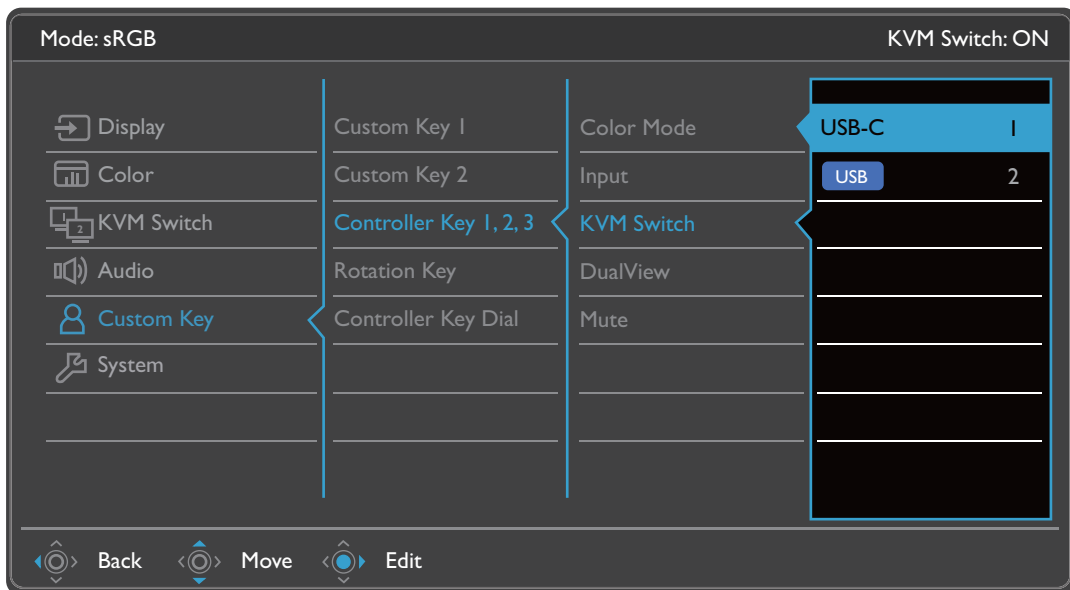 Mode: sRGB KVM Switch: ON
Display Custom Key 1 Color Mode USB-C 1
Color Custom Key 2 Input USB 2
1 2 KVM Switch Controller Key 1, 2, 3 KVM Switch
Audio Rotation Key DualView
Custom Key Controller Key Dial Mute
System
Back Move Edit